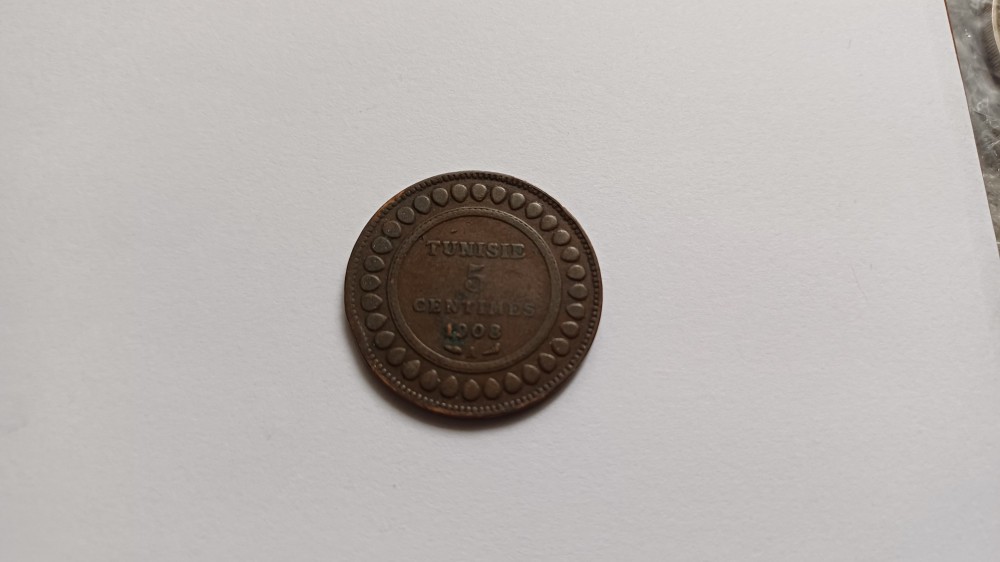 TUNISIE
5
CENTIMES
1908
A